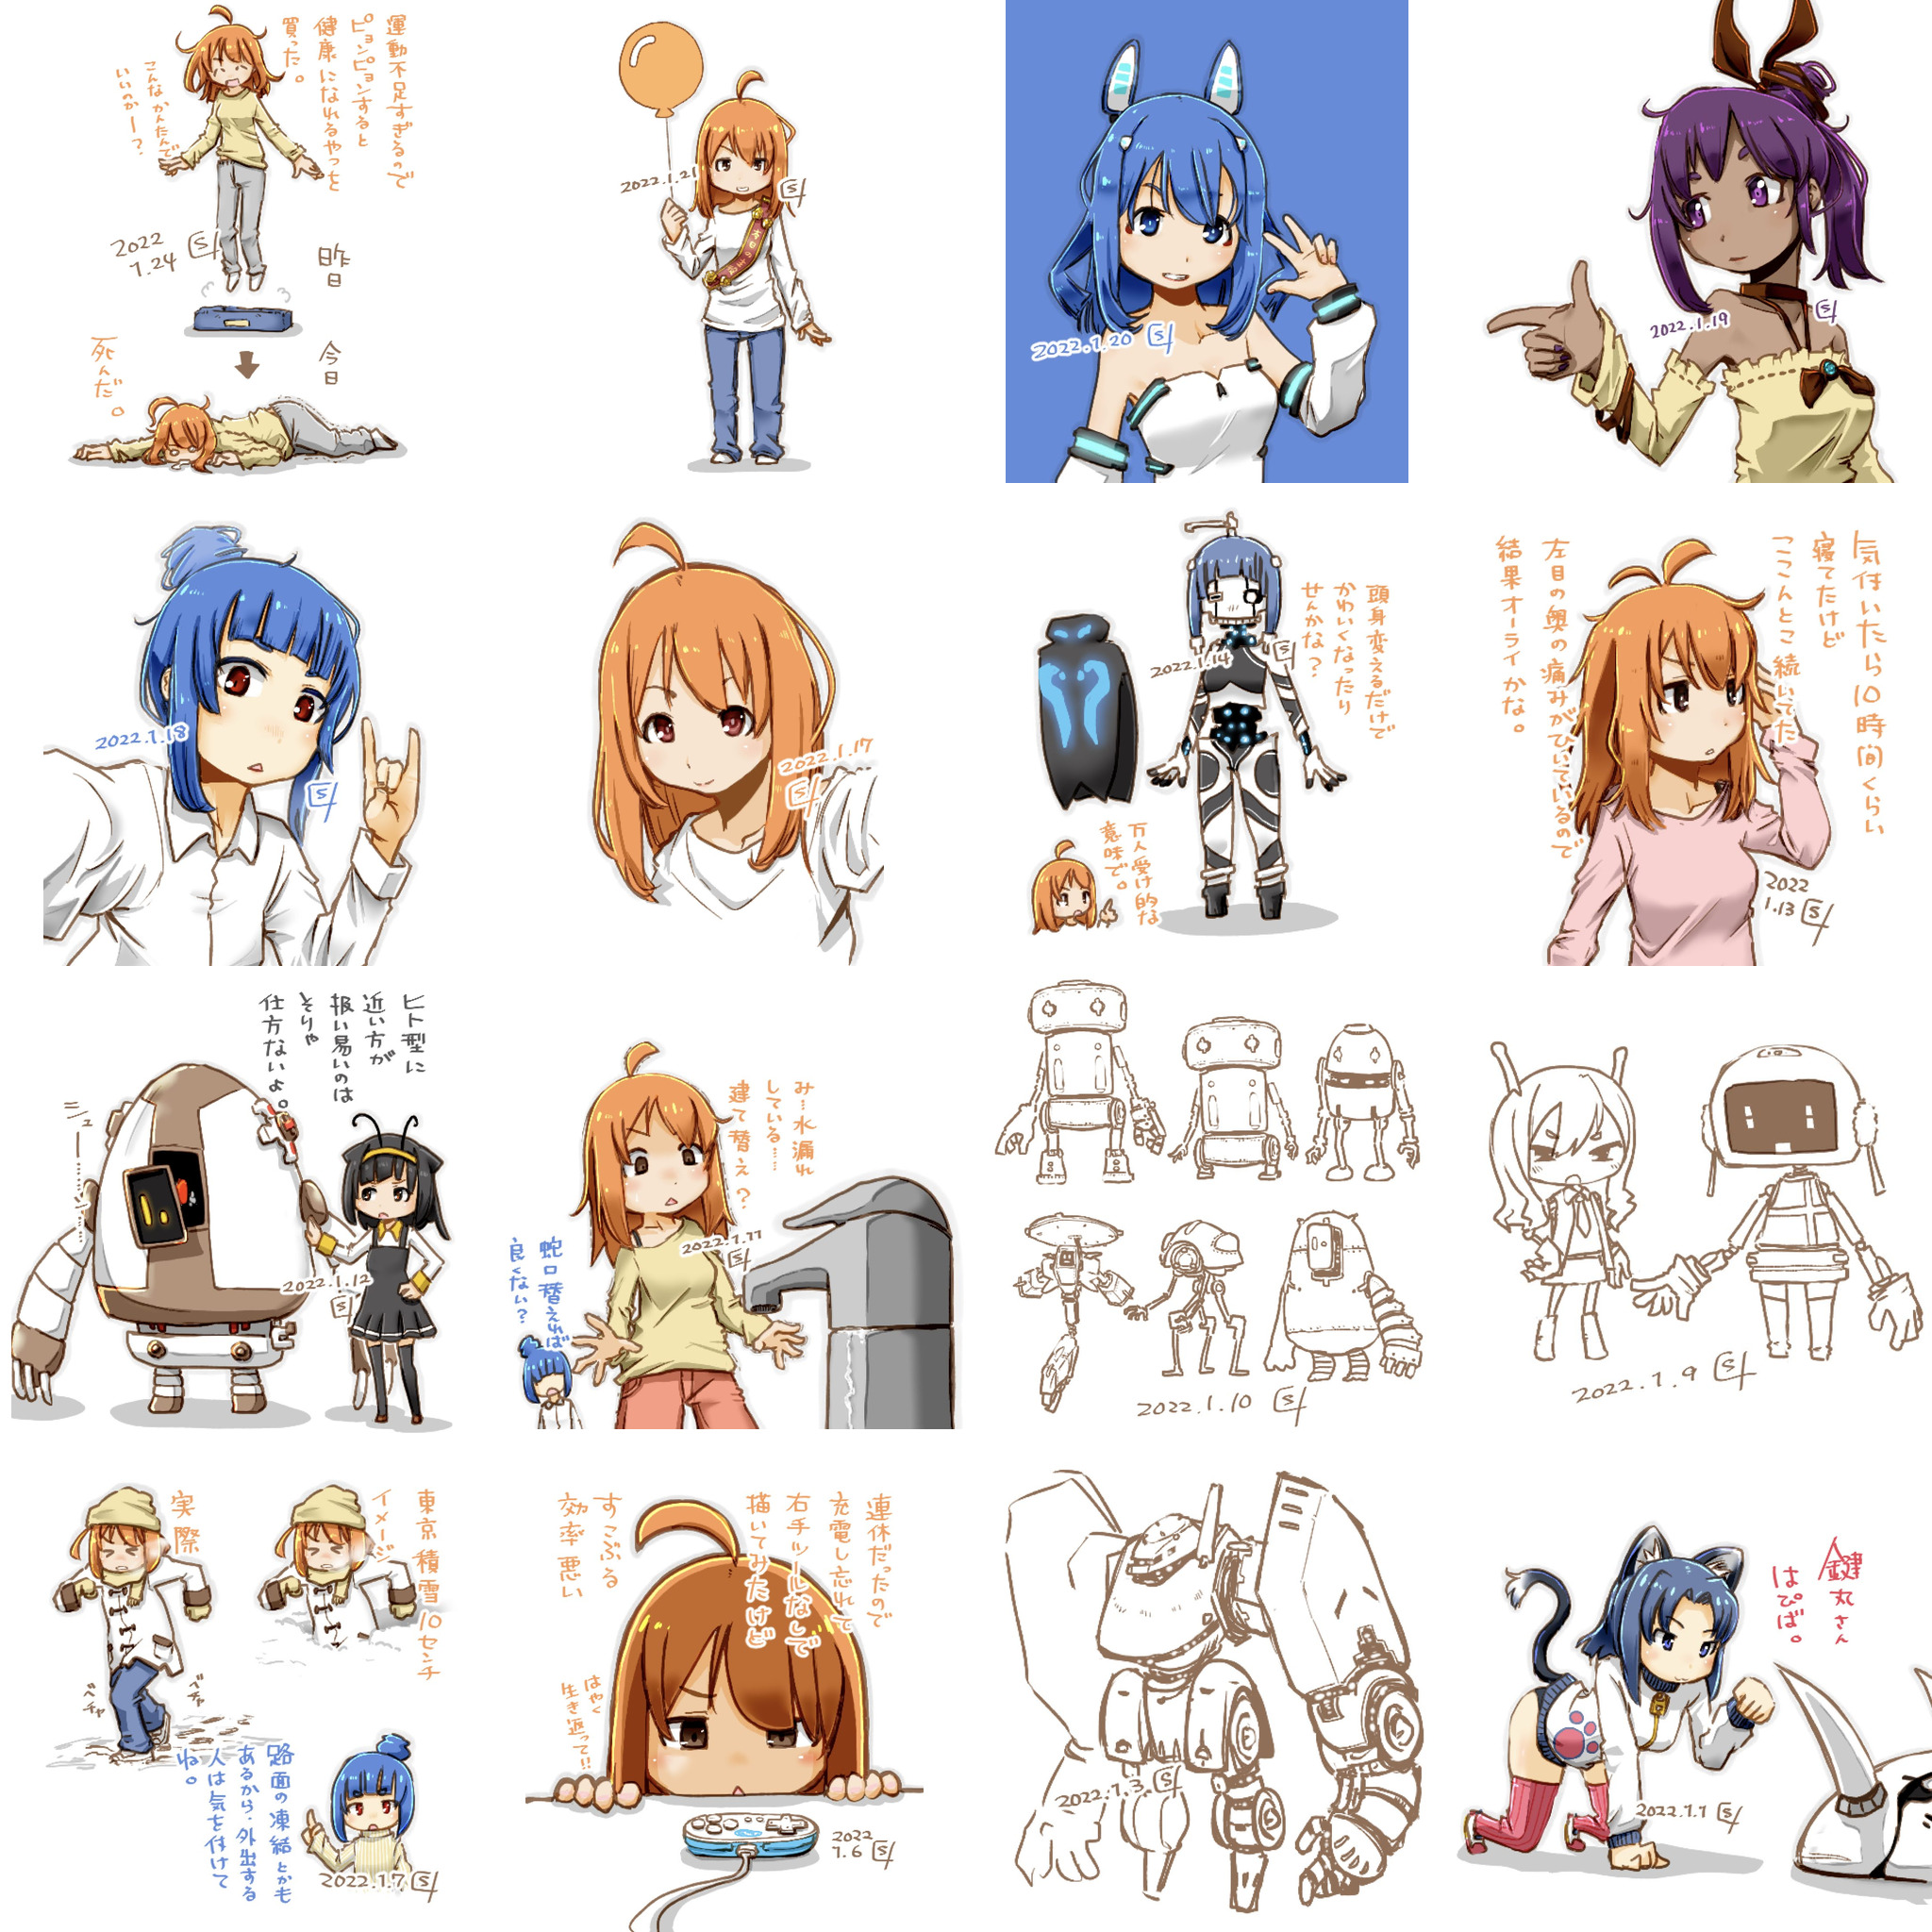 運動不足すぎるので
ピョンピョンすると
健康になれるやつを
買った。
こんなかんたんで
いいのかー?
2022
1.24
昨日
今日
死んだ。
2022.1.21
本日の主役
2022.1.20
2022.1.19
2022.1.18
2022.1.17
頭身変えるだけで
かわいくなったり
せんかな?
2022.1.14
万人受け的な
意味で。
気付いたら10時間くらい
寝てたけど
ここんとこ続いてた
左目の奥の痛みがひいているので
結果オーライかな。
2022
1.13
ヒト型に
近い方が
扱い易いのは
そりゃ
仕方ないよ。
2022.1.12
み…水漏れ
している……
建て替え?
2022.1.11
蛇口替えれば
良くない?
2022.1.10
2022.1.9
東京積雪10センチ
イメージ
実際
ベチャ
ベチャ
路面の凍結とかも
あるから、外出する
人は気を付けて
ね。
2022.1.7
連休だったので
充電し忘れて
右手ツールなしで
描いてみたけど
すこぶる
効率悪い
はやく
生き返って!!
2022
1.6
2022.1.3
鍵丸さん
はぴば。
2022.1.1